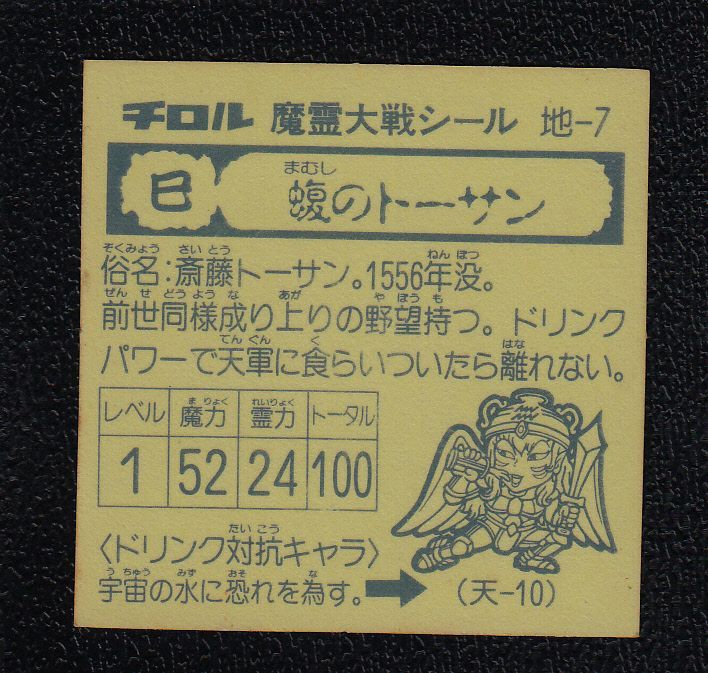 チロル 魔霊大戦シール 地-7
巳
まむし
蝮のトーサン
ぞくみょう さいとう ねんぼつ
俗名:斎藤トーサン。1556年没。
ぜんせどうような あが やぼうも
前世同様成り上りの野望持つ。ドリンク
てんぐん く はな
パワーで天軍に食らいついたら離れない。
まりょく れいりょく
レベル 魔力 霊力 トータル
1 52 24 100
たいこう
〈ドリンク対抗キャラ〉
うちゅう みず おそ な
宇宙の水に恐れを為す。➡ (天-10)